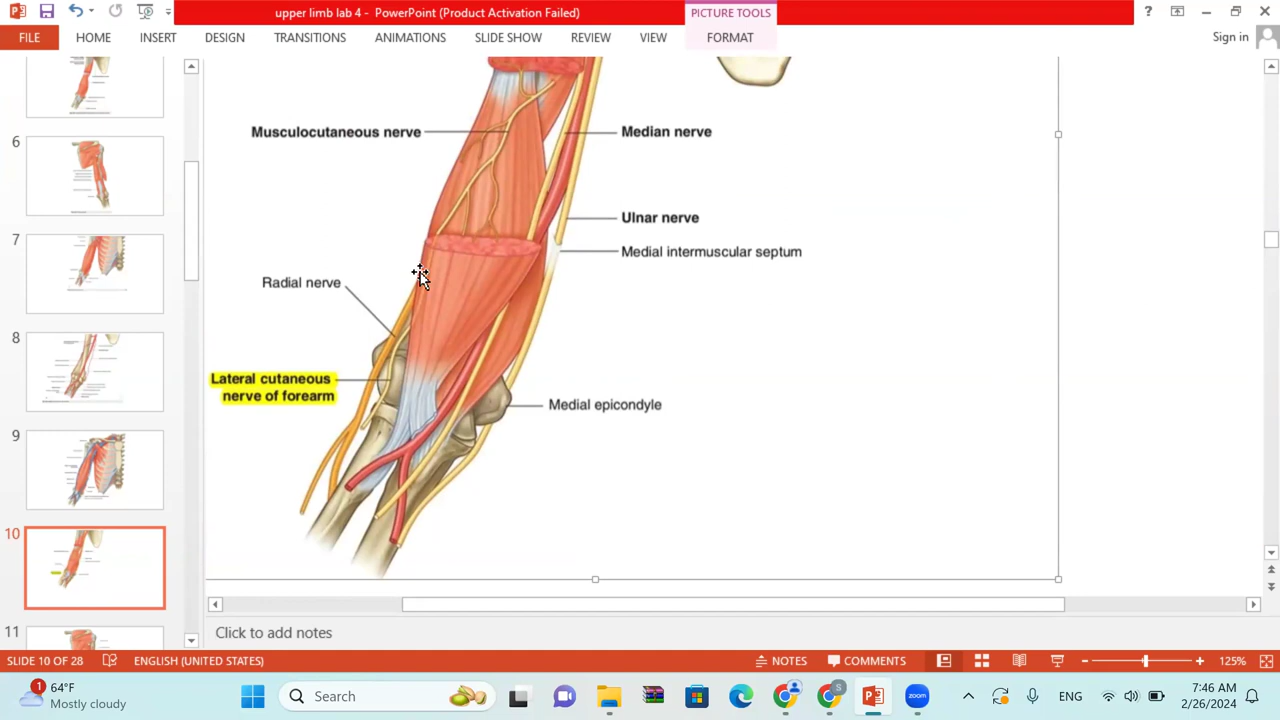 upper limb lab 4 - PowerPoint (Product Activation Failed)
PICTURE TOOLS
?
FILE
HOME
INSERT
DESIGN
TRANSITIONS
ANIMATIONS
SLIDE SHOW
REVIEW
VIEW
FORMAT
Sign in
6
7
8
9
10
11
Musculocutaneous nerve
Median nerve
Ulnar nerve
Medial intermuscular septum
Radial nerve
Lateral cutaneous
nerve of forearm
Medial epicondyle
Click to add notes
SLIDE 10 OF 28
ENGLISH (UNITED STATES)
NOTES
COMMENTS
125%
1
64°F
Mostly cloudy
Search
S
zoom
ENG
7:46 AM
2/26/2024